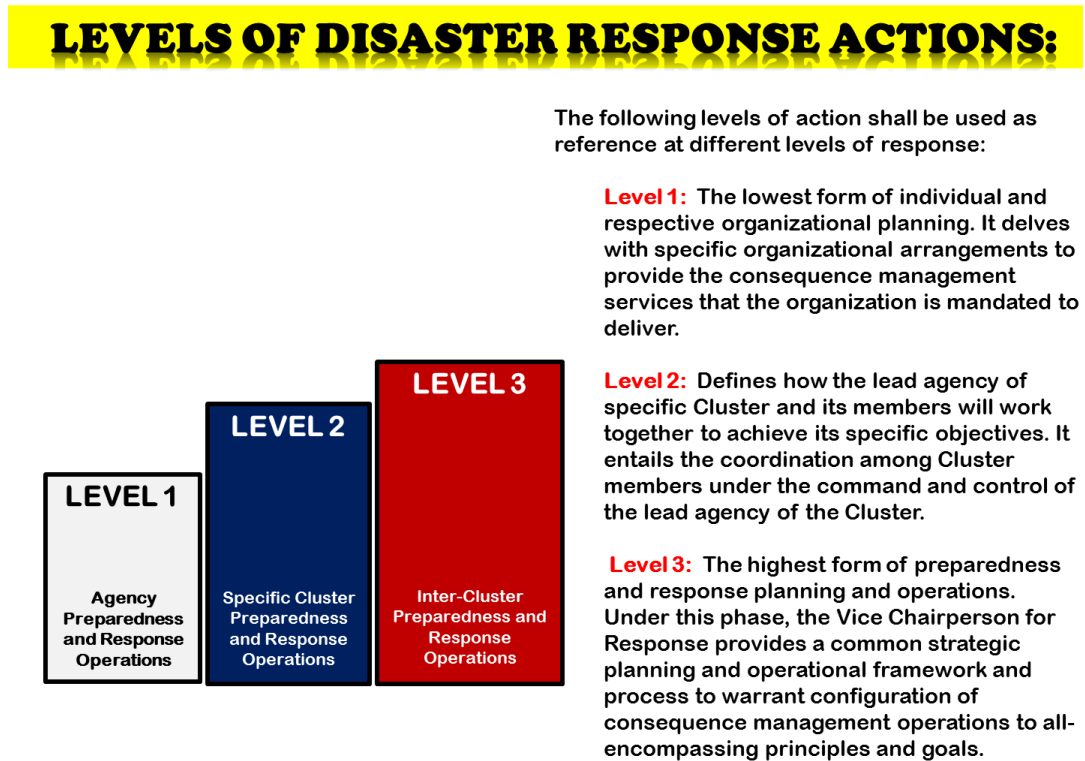 LEVELS OF DISASTER RESPONSE ACTIONS:
The following levels of action shall be used as
reference at different levels of response:
Level 1: The lowest form of individual and
respective organizational planning. It delves
with specific organizational arrangements to
provide the consequence management
services that the organization is mandated to
deliver.
Level 2: Defines how the lead agency of
specific Cluster and its members will work
together to achieve its specific objectives. It
entails the coordination among Cluster
members under the command and control of
the lead agency of the Cluster.
Level 3: The highest form of preparedness
and response planning and operations.
Under this phase, the Vice Chairperson for
Response provides a common strategic
planning and operational framework and
process to warrant configuration of
consequence management operations to all-
encompassing principles and goals.
LEVEL 1
Agency
Preparedness
and Response
Operations
LEVEL 2
Specific Cluster
Preparedness
and Response
Operations
LEVEL 3
Inter-Cluster
Preparedness and
Response
Operations